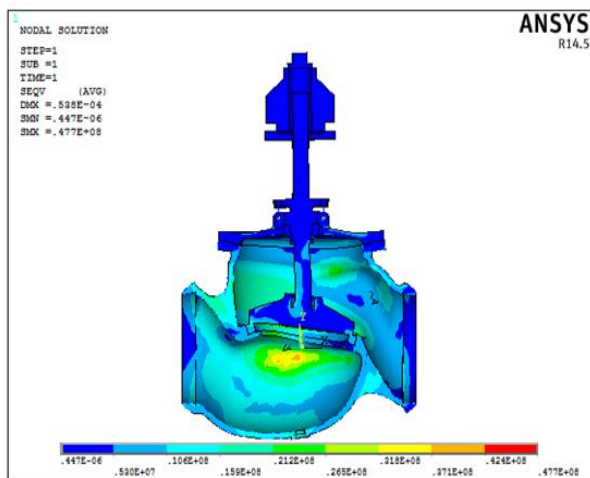 1
NODAL SOLUTION
STEP=1
SUB =1
TIME=1
SEQV (AVG)
DMX =.538E-04
SMN =.447E-06
SMX =.477E+08
ANSYS
R14.5
.447E-06 .106E+08 .212E+08 .318E+08 .424E+08
.530E+07 .159E+08 .265E+08 .371E+08 .477E+08